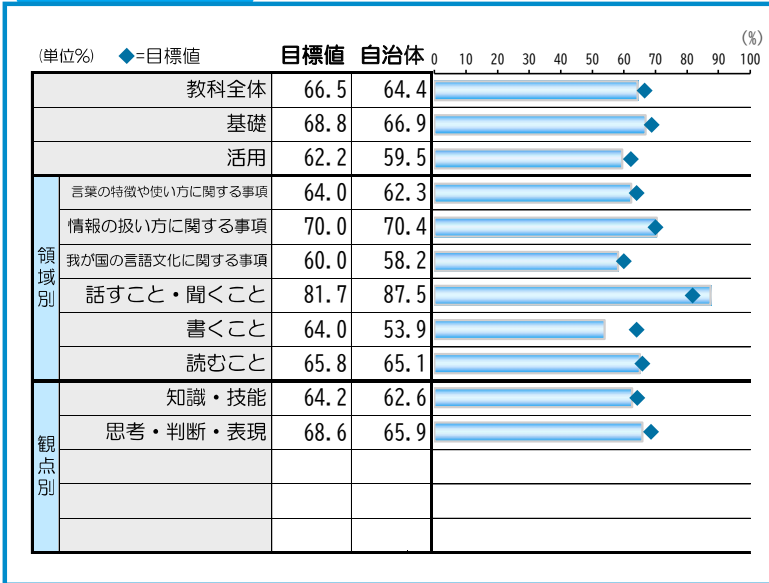 (%)
(単位%) ◆=目標値 目標値 自治体 0 10 20 30 40 50 60 70 80 90 100
教科全体 66.5 64.4
基礎 68.8 66.9
活用 62.2 59.5
領域別
言葉の特徴や使い方に関する事項 64.0 62.3
情報の扱い方に関する事項 70.0 70.4
我が国の言語文化に関する事項 60.0 58.2
話すこと・聞くこと 81.7 87.5
書くこと 64.0 53.9
読むこと 65.8 65.1
観点別
知識・技能 64.2 62.6
思考・判断・表現 68.6 65.9